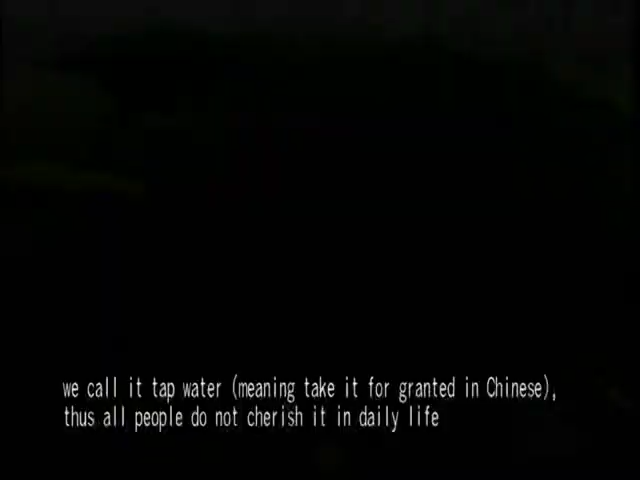 we call it tap water (meaning take it for granted in Chinese),
thus all people do not cherish it in daily life